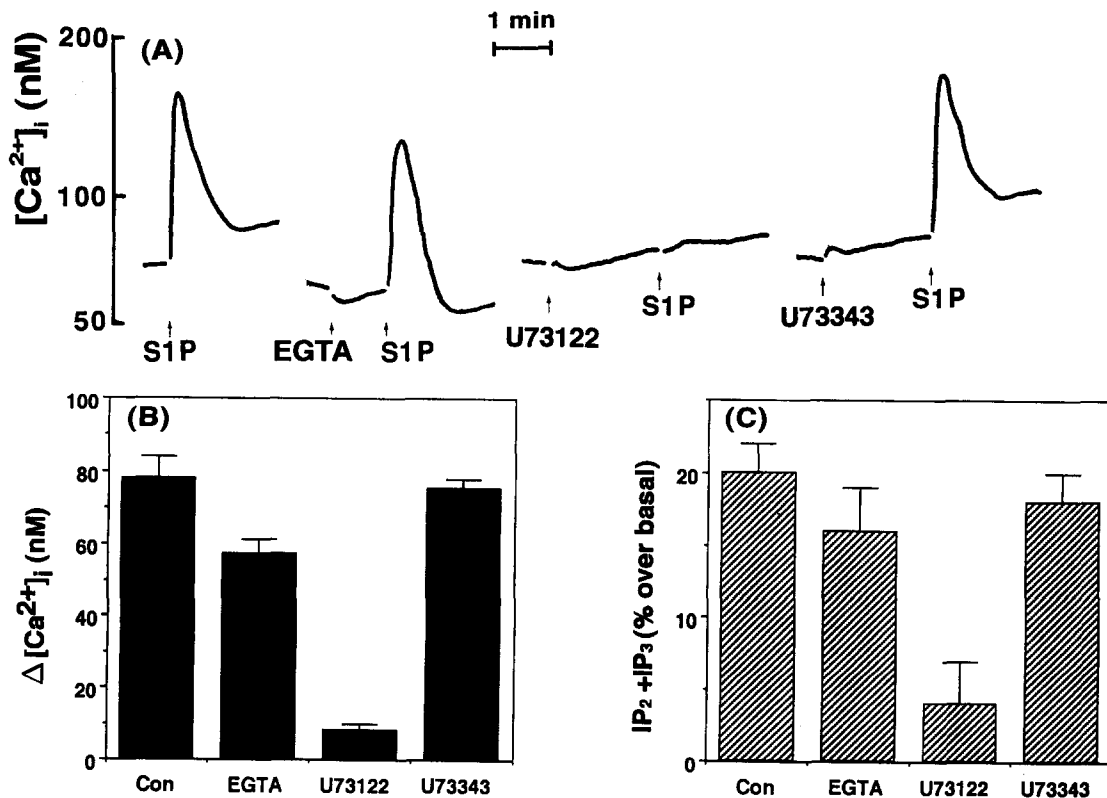 1 min
200
(A)
100
50
[Ca²⁺]ᵢ (nM)
S1P
EGTA
S1P
U73122
S1P
U73343
S1P
(B)
100
80
60
40
20
0
Δ[Ca²⁺]ᵢ (nM)
Con
EGTA
U73122
U73343
(C)
20
10
0
IP₂ +IP₃ (% over basal)
Con
EGTA
U73122
U73343